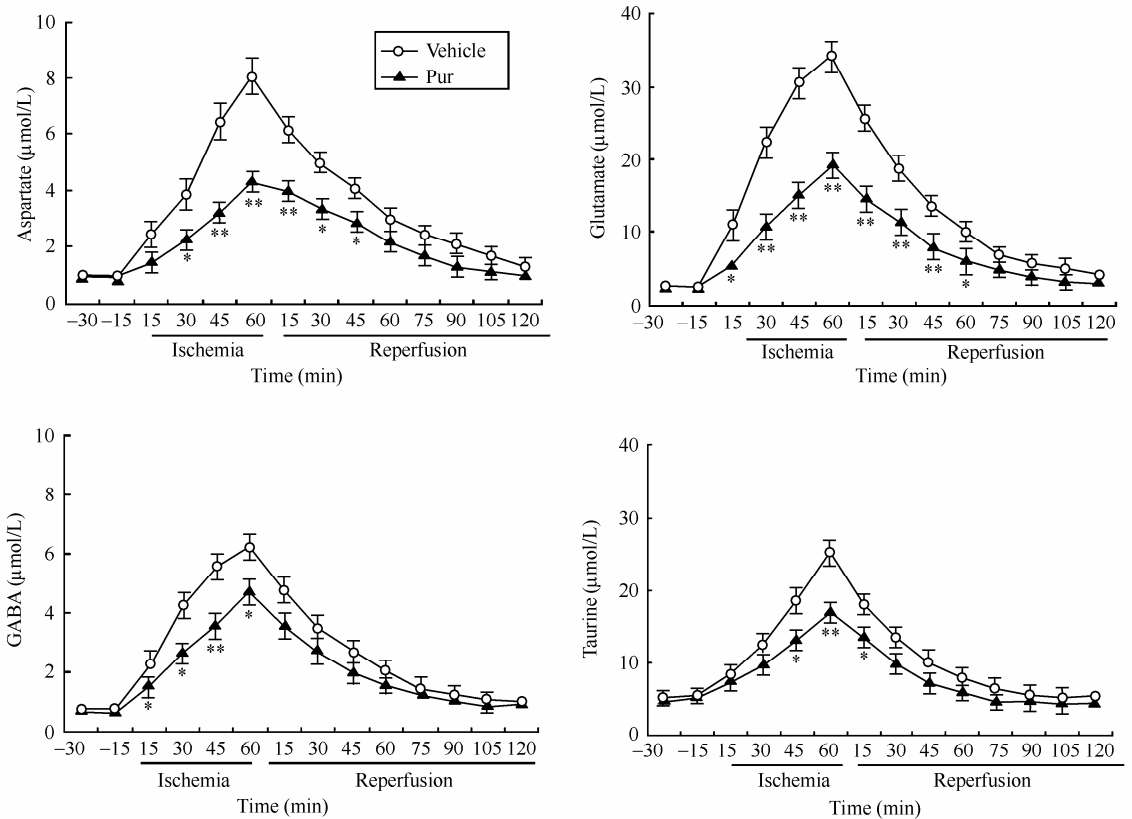 Aspartate (μmol/L)
10
8
6
4
2
0
Vehicle
Pur
*
**
**
**
*
*
−30 −15 15 30 45 60 15 30 45 60 75 90 105 120
Ischemia Reperfusion
Time (min)
Glutamate (μmol/L)
40
30
20
10
0
*
**
**
**
**
**
**
*
−30 −15 15 30 45 60 15 30 45 60 75 90 105 120
Ischemia Reperfusion
Time (min)
GABA (μmol/L)
10
8
6
4
2
0
*
*
**
*
−30 −15 15 30 45 60 15 30 45 60 75 90 105 120
Ischemia Reperfusion
Time (min)
Taurine (μmol/L)
40
30
20
10
0
*
**
*
−30 −15 15 30 45 60 15 30 45 60 75 90 105 120
Ischemia Reperfusion
Time (min)